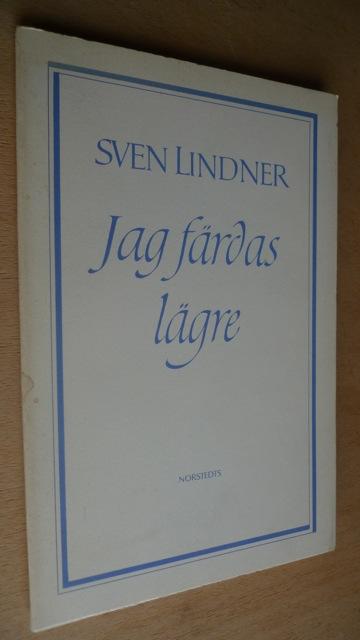 SVEN LINDNER
Jag färdas
lägre
NORSTEDTS